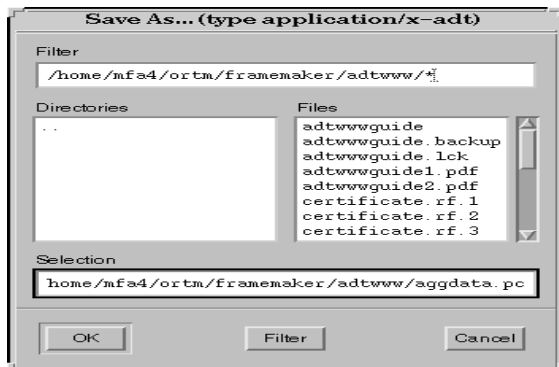 Save As... (type application/x-adt)
Filter
/home/mfa4/ortm/framemaker/adtwww/*
Directories
..
Files
adtwwwguide
adtwwwguide.backup
adtwwwguide.lck
adtwwwguide1.pdf
adtwwwguide2.pdf
certificate.rf.1
certificate.rf.2
certificate.rf.3
Selection
home/mfa4/ortm/framemaker/adtwww/aggdata.pc
OK
Filter
Cancel